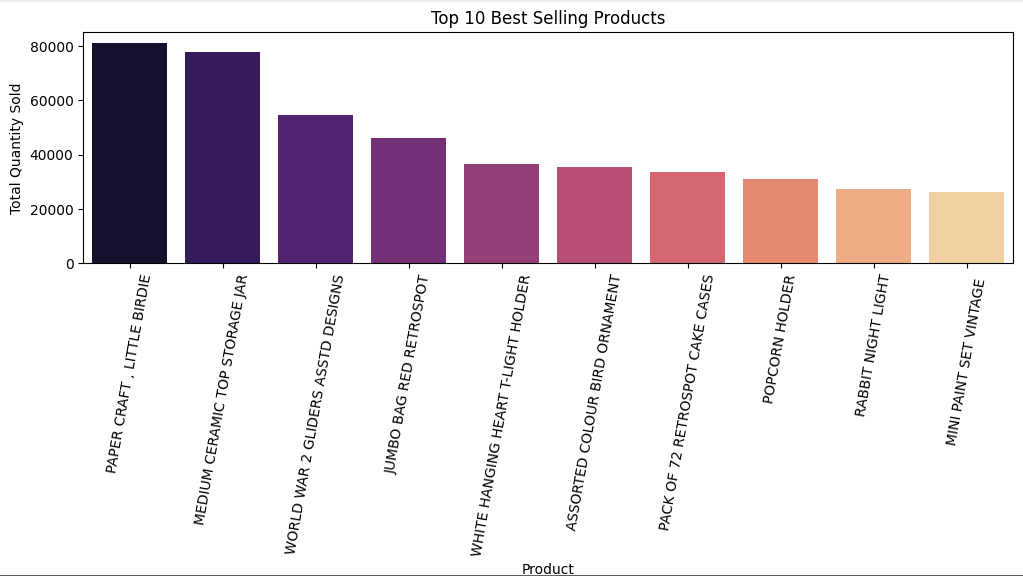 Top 10 Best Selling Products
Total Quantity Sold
80000
60000
40000
20000
0
PAPER CRAFT , LITTLE BIRDIE
MEDIUM CERAMIC TOP STORAGE JAR
WORLD WAR 2 GLIDERS ASSTD DESIGNS
JUMBO BAG RED RETROSPOT
WHITE HANGING HEART T-LIGHT HOLDER
ASSORTED COLOUR BIRD ORNAMENT
PACK OF 72 RETROSPOT CAKE CASES
POPCORN HOLDER
RABBIT NIGHT LIGHT
MINI PAINT SET VINTAGE
Product